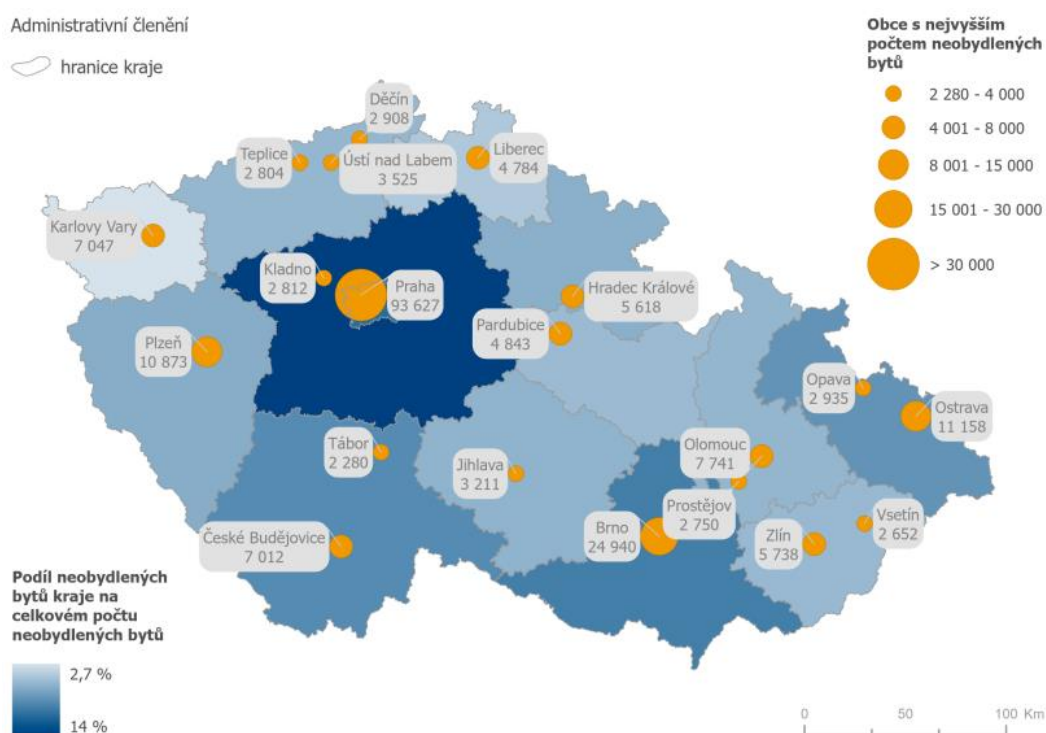 Administrativní členění
hranice kraje
Obce s nejvyšším
počtem neobydlených
bytů
2 280 - 4 000
4 001 - 8 000
8 001 - 15 000
15 001 - 30 000
> 30 000
Děčín
2 908
Teplice
2 804
Ústí nad Labem
3 525
Liberec
4 784
Karlovy Vary
7 047
Kladno
2 812
Praha
93 627
Hradec Králové
5 618
Pardubice
4 843
Plzeň
10 873
Opava
2 935
Ostrava
11 158
Tábor
2 280
Jihlava
3 211
Olomouc
7 741
Prostějov
2 750
Brno
24 940
Vsetín
2 652
Zlín
5 738
České Budějovice
7 012
Podíl neobydlených
bytů kraje na
celkovém počtu
neobydlených bytů
2,7 %
14 %
0 50 100 Km